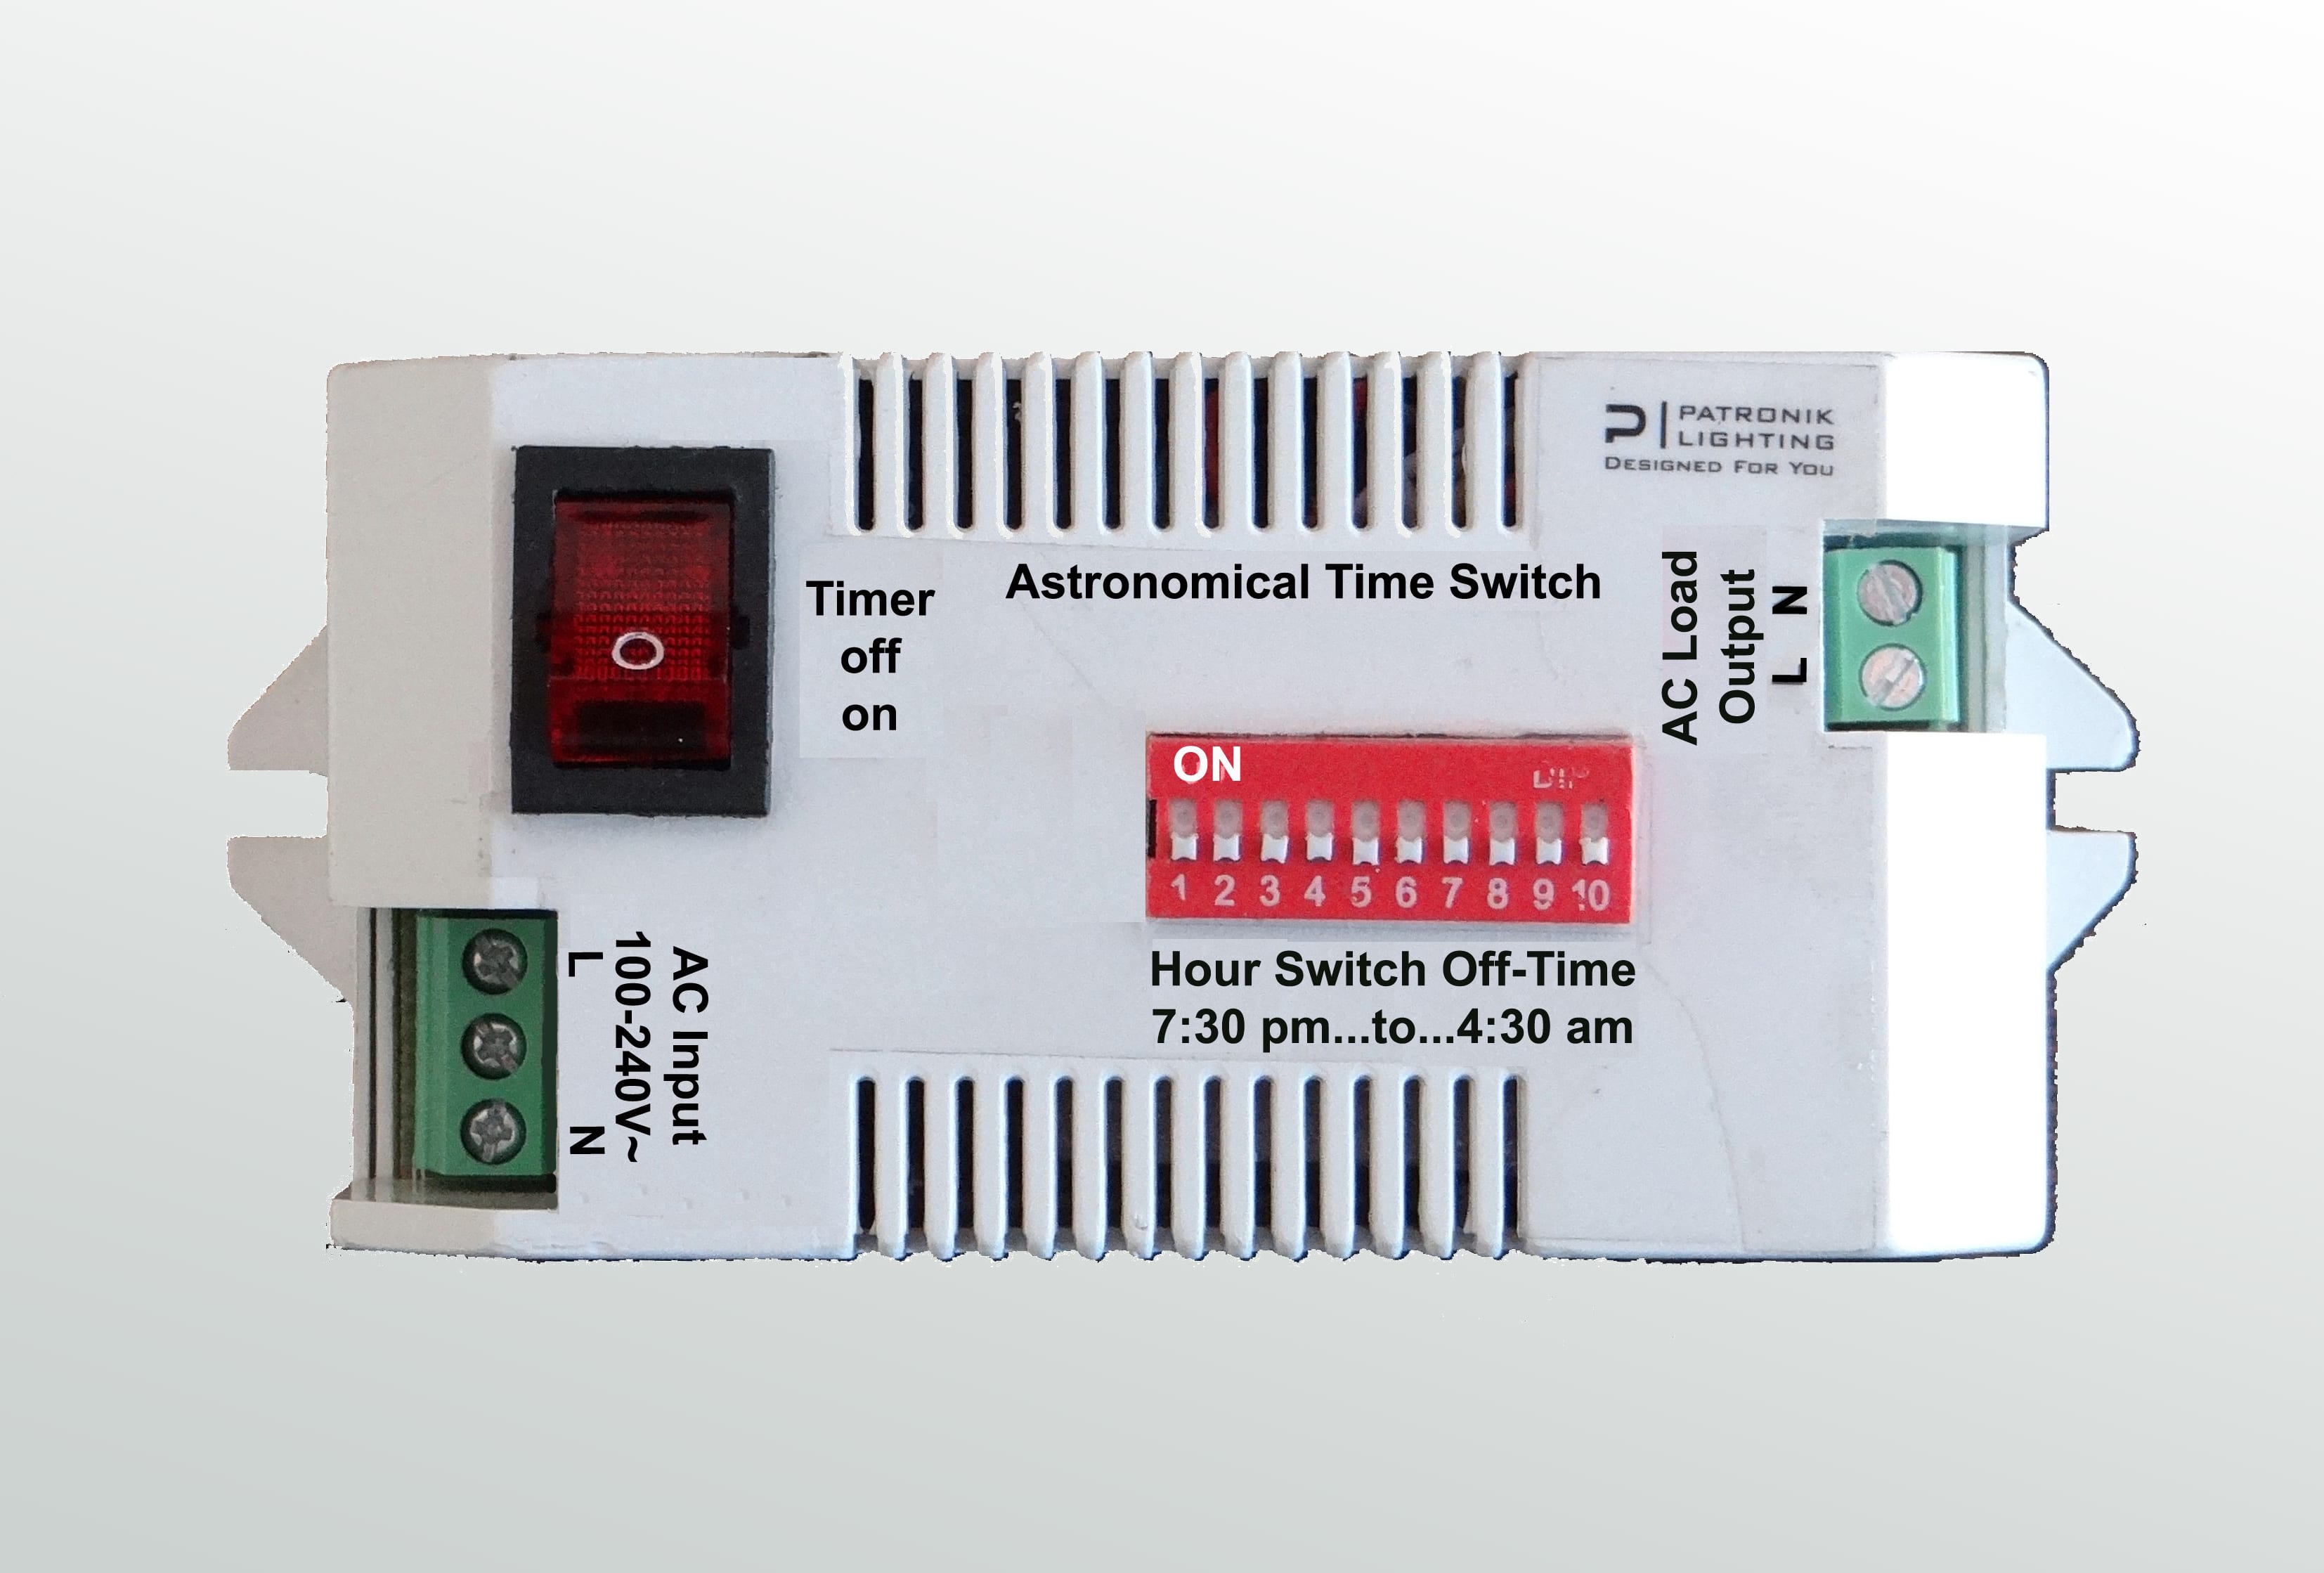 PATRONIK
LIGHTING
DESIGNED FOR YOU
Timer
off
on
Astronomical Time Switch
AC Load
Output
L N
ON
DIP
1 2 3 4 5 6 7 8 9 10
Hour Switch Off-Time
7:30 pm...to...4:30 am
AC Input
100-240V~
L N